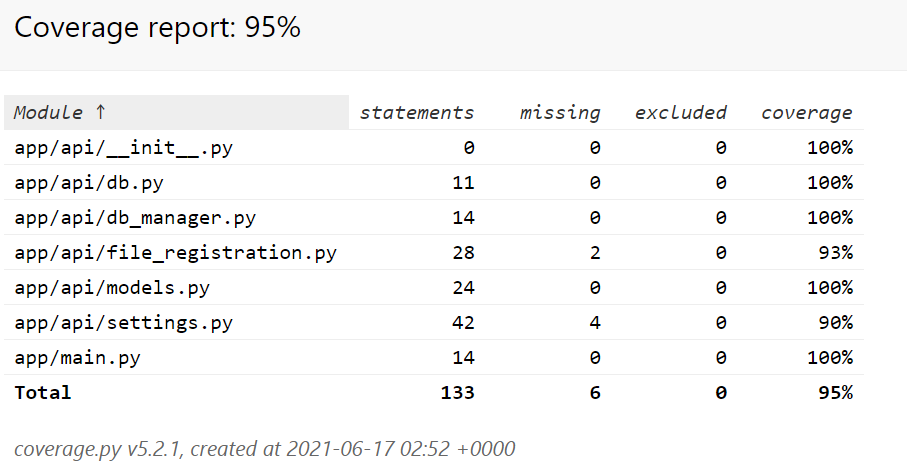 Coverage report: 95%
Module ↑ statements missing excluded coverage
app/api/__init__.py 0 0 0 100%
app/api/db.py 11 0 0 100%
app/api/db_manager.py 14 0 0 100%
app/api/file_registration.py 28 2 0 93%
app/api/models.py 24 0 0 100%
app/api/settings.py 42 4 0 90%
app/main.py 14 0 0 100%
Total 133 6 0 95%
coverage.py v5.2.1, created at 2021-06-17 02:52 +0000